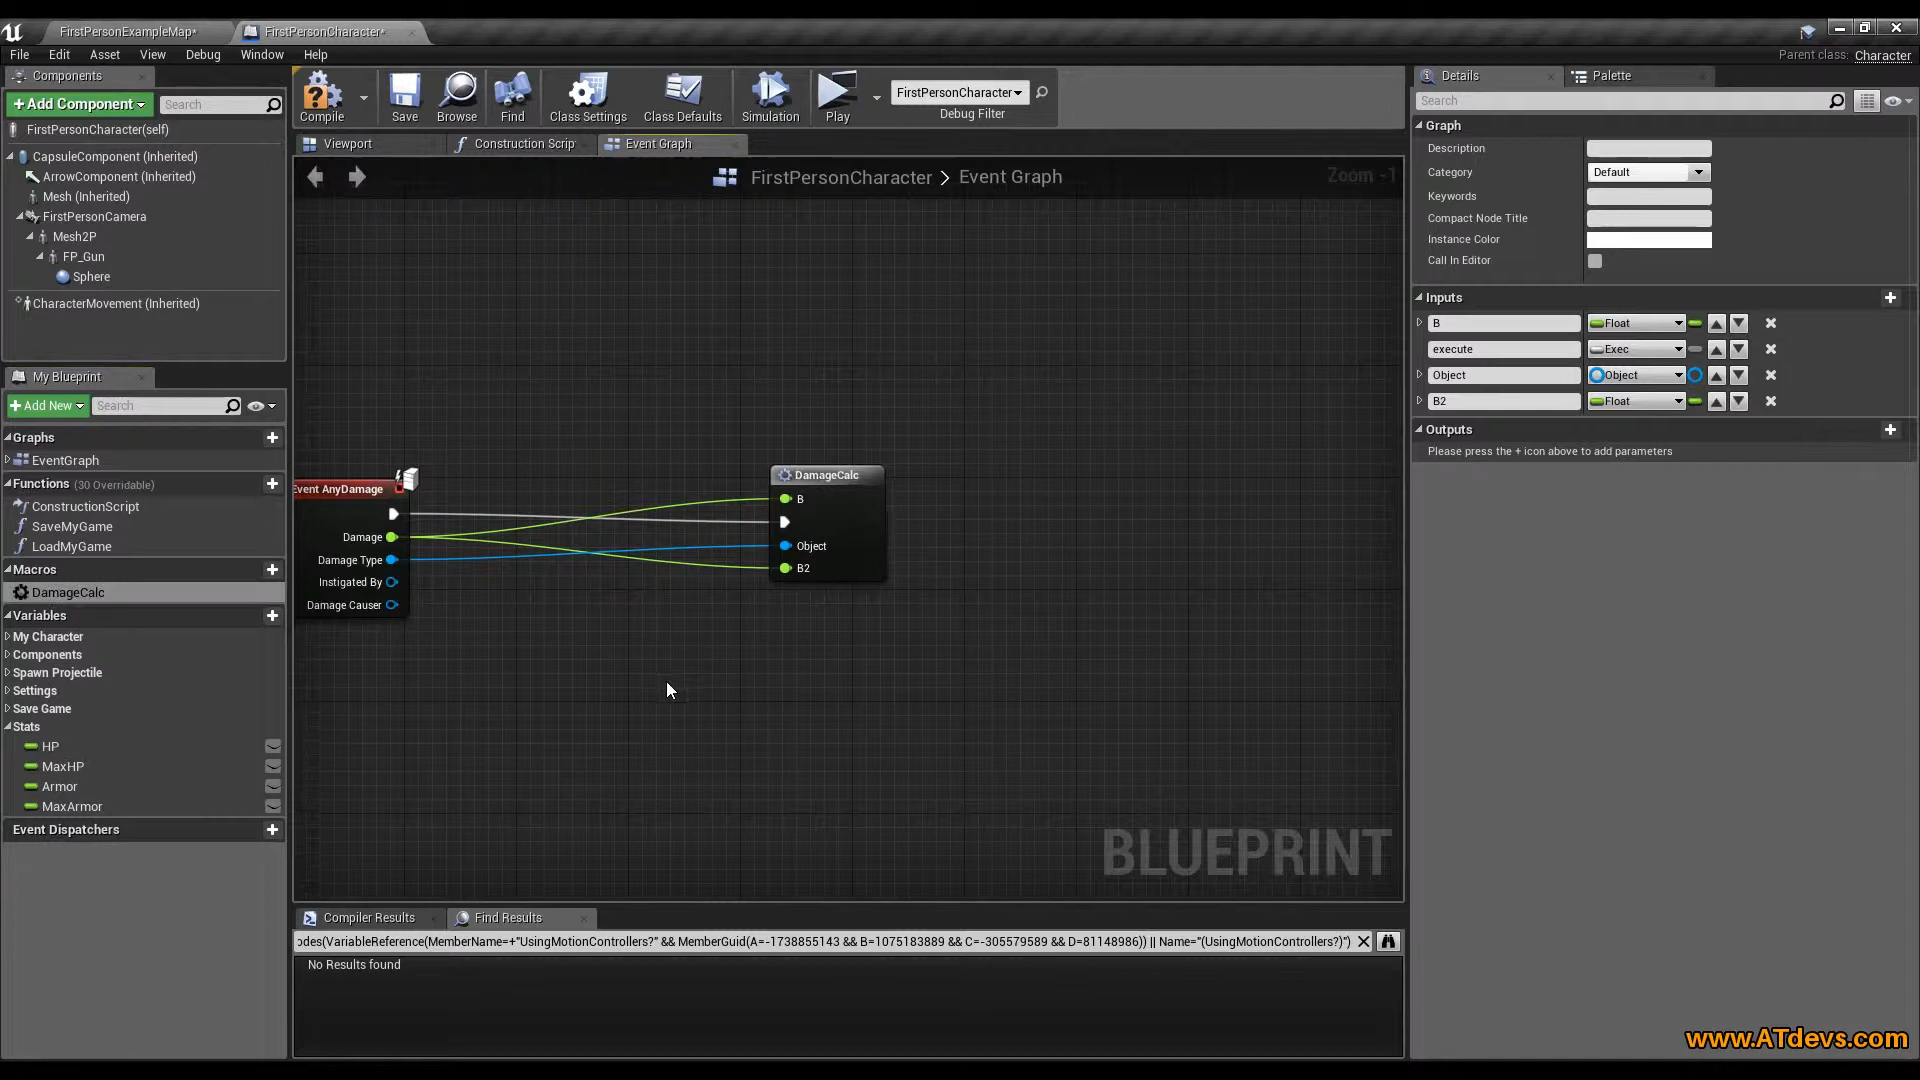 FirstPersonExampleMap*
FirstPersonCharacter*
File Edit Asset View Debug Window Help
Parent class: Character
Components
+Add Component
Search
FirstPersonCharacter(self)
CapsuleComponent (Inherited)
ArrowComponent (Inherited)
Mesh (Inherited)
FirstPersonCamera
Mesh2P
FP_Gun
Sphere
CharacterMovement (Inherited)
My Blueprint
+Add New
Search
Graphs
EventGraph
Functions (30 Overridable)
ConstructionScript
SaveMyGame
LoadMyGame
Macros
DamageCalc
Variables
My Character
Components
Spawn Projectile
Settings
Save Game
Stats
HP
MaxHP
Armor
MaxArmor
Event Dispatchers
Compile Save Browse Find Class Settings Class Defaults Simulation Play
FirstPersonCharacter
Debug Filter
Viewport
Construction Scrip
Event Graph
FirstPersonCharacter > Event Graph
Zoom -1
Event AnyDamage
Damage
Damage Type
Instigated By
Damage Causer
DamageCalc
B
Object
B2
BLUEPRINT
Compiler Results
Find Results
odes(VariableReference(MemberName=+"UsingMotionControllers?" && MemberGuid(A=-1738855143 && B=1075183889 && C=-305579589 && D=81148986)) || Name="(UsingMotionControllers?)")
No Results found
Details
Palette
Search
Graph
Description
Category Default
Keywords
Compact Node Title
Instance Color
Call In Editor
Inputs
B Float
execute Exec
Object Object
B2 Float
Outputs
Please press the + icon above to add parameters
www.ATdevs.com